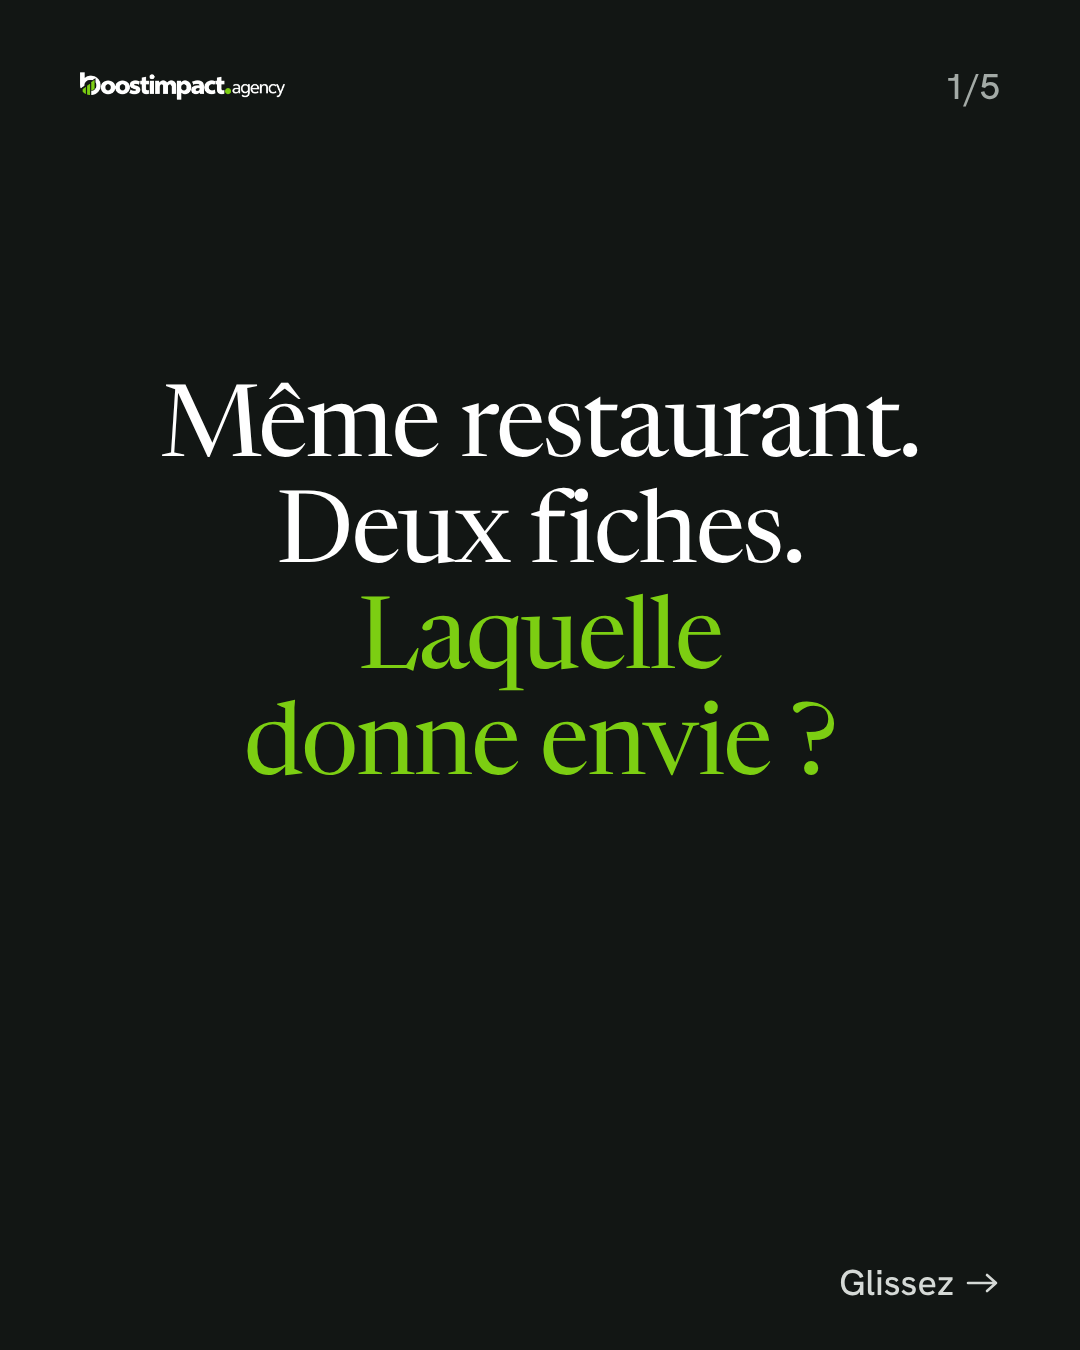 boostimpact.agency
1/5
Même restaurant.
Deux fiches.
Laquelle
donne envie ?
Glissez →